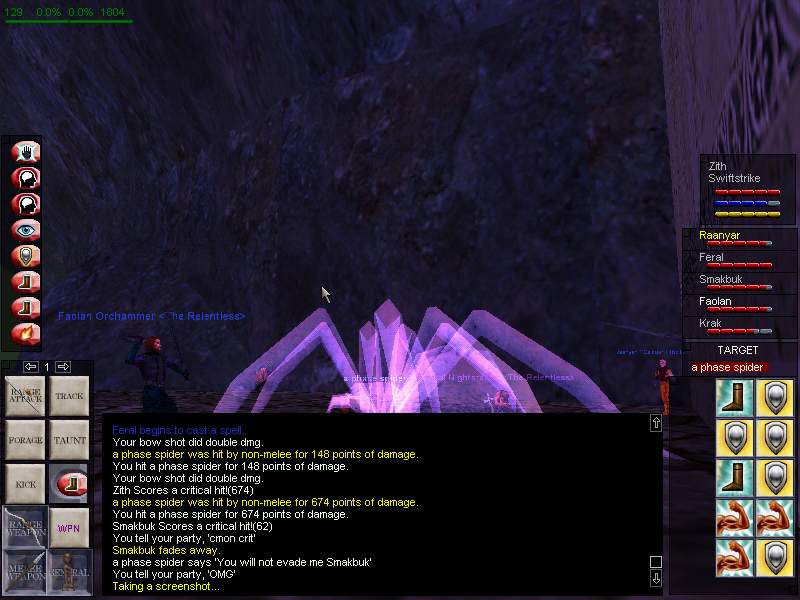 129 0.0% 0.0% 1804
Zith
Swiftstrike
Raanyar
Feral
Smakbuk
Faolan
Krak
TARGET
a phase spider
Faolan Orchammer < The Relentless>
a phase spider
The Relentless>
1
RANGE ATTACK
TRACK
FORAGE
TAUNT
KICK
RANGE WEAPON
WPN
MELEE WEAPON
GENERAL
Feral begins to cast a spell.
Your bow shot did double dmg.
a phase spider was hit by non-melee for 148 points of damage.
You hit a phase spider for 148 points of damage.
Your bow shot did double dmg.
Zith Scores a critical hit!(674)
a phase spider was hit by non-melee for 674 points of damage.
You hit a phase spider for 674 points of damage.
Smakbuk Scores a critical hit!(62)
You tell your party, 'cmon crit'
Smakbuk fades away.
a phase spider says 'You will not evade me Smakbuk'
You tell your party, 'OMG'
Taking a screenshot...